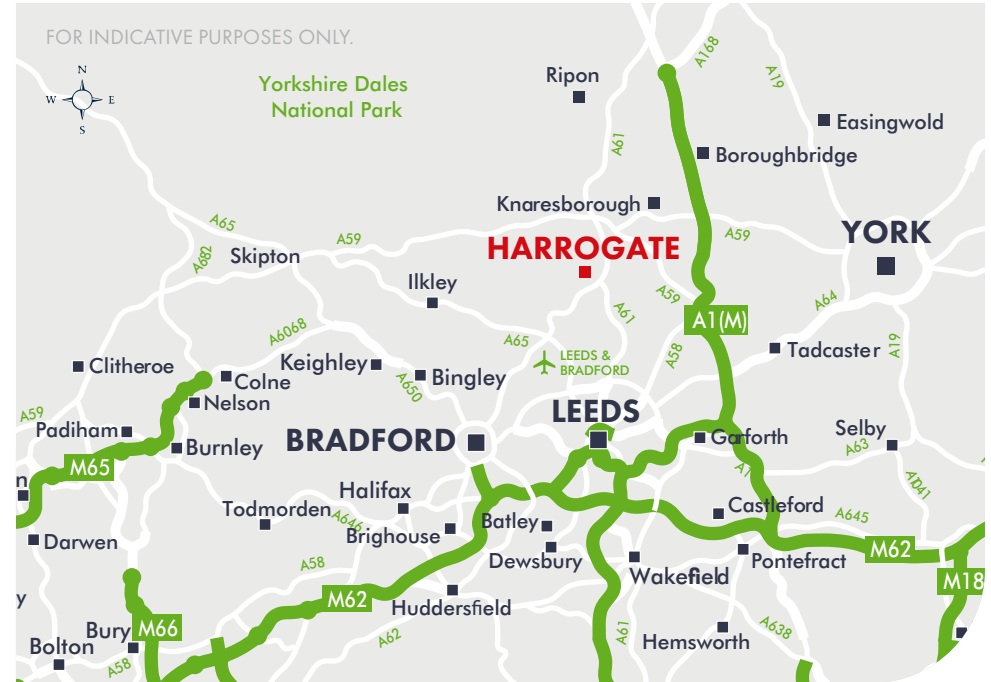 FOR INDICATIVE PURPOSES ONLY.
N
W
E
S
Yorkshire Dales
National Park
Ripon
A168
A19
Easingwold
A61
Boroughbridge
Knaresborough
A65
A59
A59
YORK
HARROGATE
Skipton
A682
Ilkley
A59
A64
A61
A1(M)
A6068
A65
A58
A19
Tadcaster
LEEDS &
BRADFORD
Clitheroe
Keighley
A650
Bingley
Colne
Nelson
A59
LEEDS
Padiham
BRADFORD
Garforth
Selby
Burnley
A63
M65
A1
A1041
n
Halifax
Todmorden
A646
Brighouse
Batley
Castleford
A645
Darwen
M62
Dewsbury
Pontefract
A58
Wakefield
M18
M62
Huddersfield
y
Bury
M66
A62
A61
Hemsworth
A638
Bolton
A58